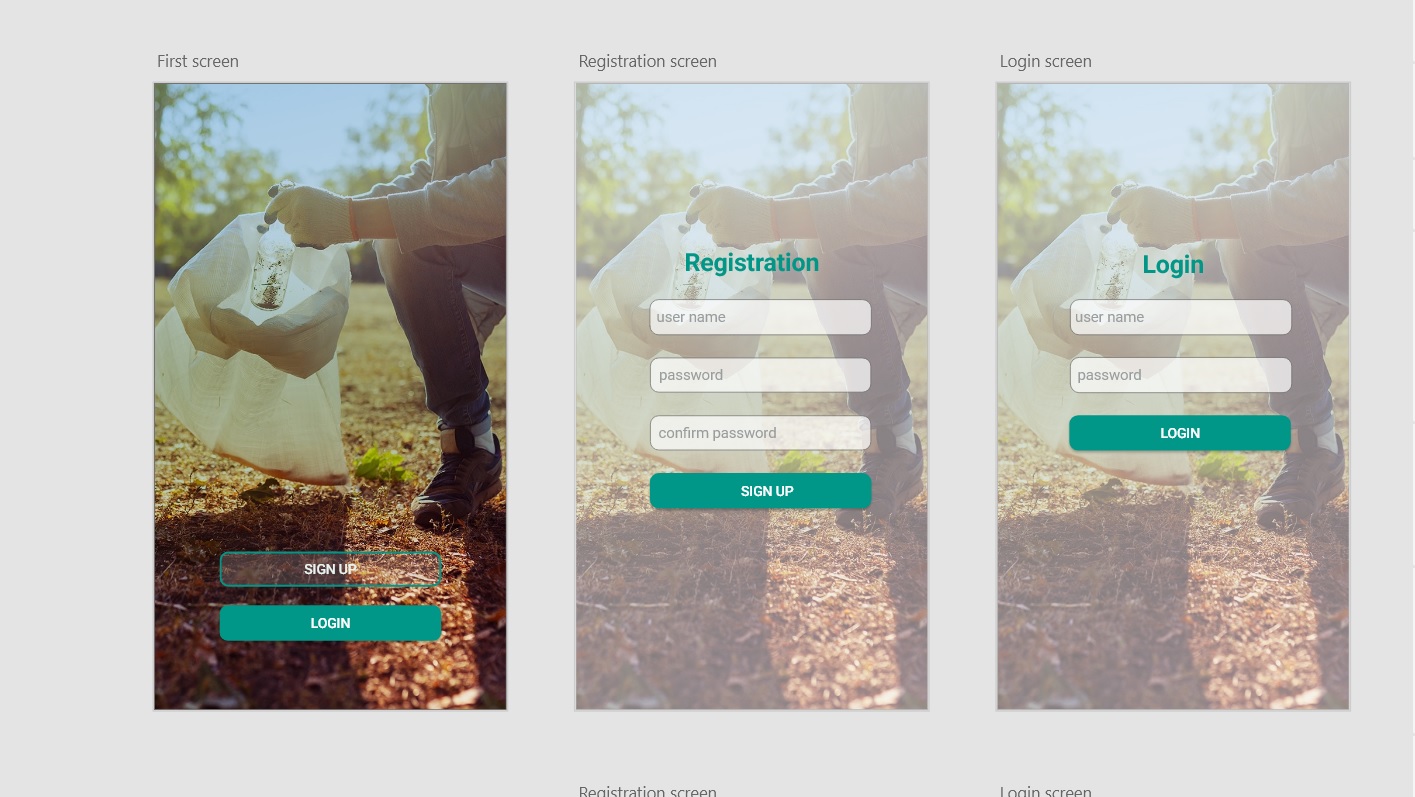 First screen
SIGN UP
LOGIN
Registration screen
Registration
user name
password
confirm password
SIGN UP
Login screen
Login
user name
password
LOGIN
Registration screen
Login screen